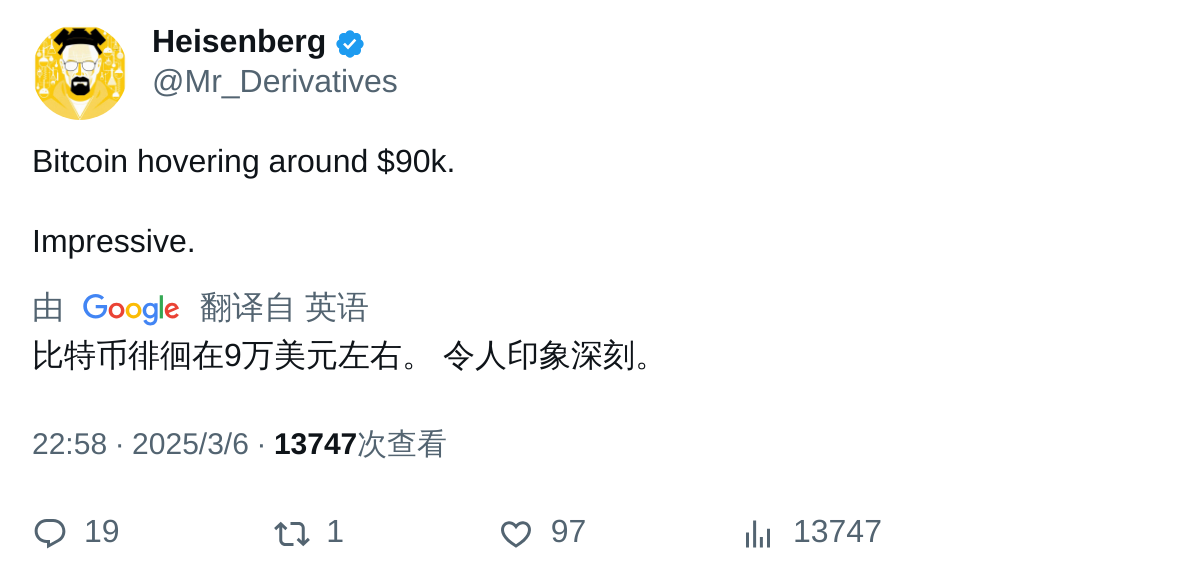 Heisenberg
@Mr_Derivatives
Bitcoin hovering around $90k.
Impressive.
由 Google 翻译自 英语
比特币徘徊在9万美元左右。 令人印象深刻。
22:58 · 2025/3/6 · 13747次查看
19 1 97 13747